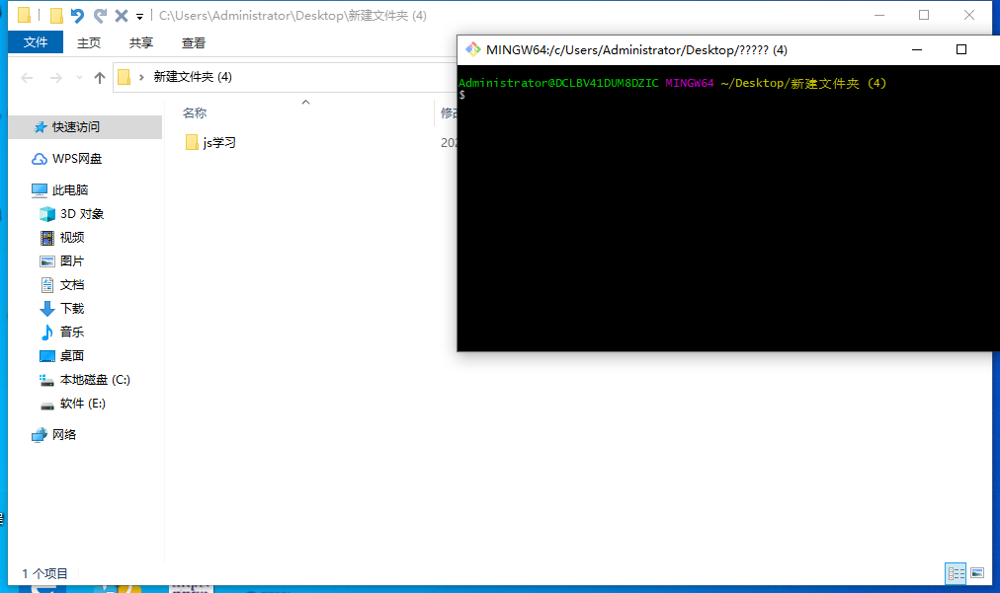 C:\Users\Administrator\Desktop\新建文件夹 (4)
文件 主页 共享 查看
新建文件夹 (4)
MINGW64:/c/Users/Administrator/Desktop/????? (4)
Administrator@DCLBV41DUM8DZIC MINGW64 ~/Desktop/新建文件夹 (4)
$
名称
js学习
快速访问
WPS网盘
此电脑
3D 对象
视频
图片
文档
下载
音乐
桌面
本地磁盘 (C:)
软件 (E:)
网络
1 个项目